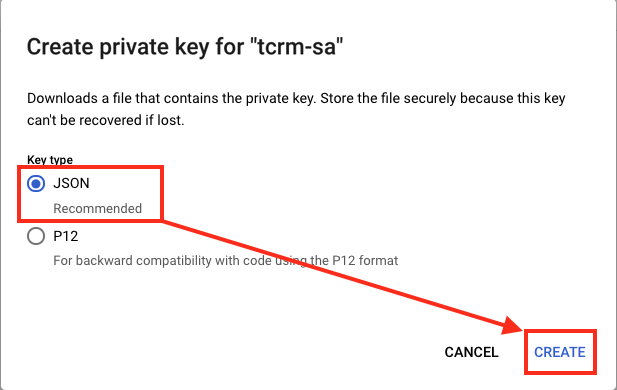 Create private key for "tcrm-sa"
Downloads a file that contains the private key. Store the file securely because this key
can't be recovered if lost.
Key type
JSON
Recommended
P12
For backward compatibility with code using the P12 format
CANCEL
CREATE